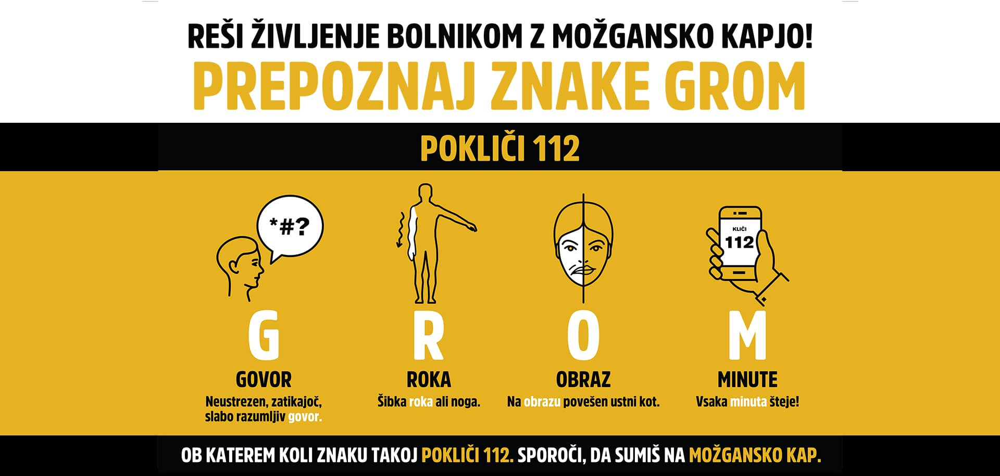 REŠI ŽIVLJENJE BOLNIKOM Z MOŽGANSKO KAPJO!
PREPOZNAJ ZNAKE GROM
POKLIČI 112
*#?
KLIČI
112
G
R
O
M
GOVOR
Neustrezen, zatikajoč,
slabo razumljiv govor.
ROKA
Šibka roka ali noga.
OBRAZ
Na obrazu povešen ustni kot.
MINUTE
Vsaka minuta šteje!
OB KATEREM KOLI ZNAKU TAKOJ POKLIČI 112. SPOROČI, DA SUMIŠ NA MOŽGANSKO KAP.